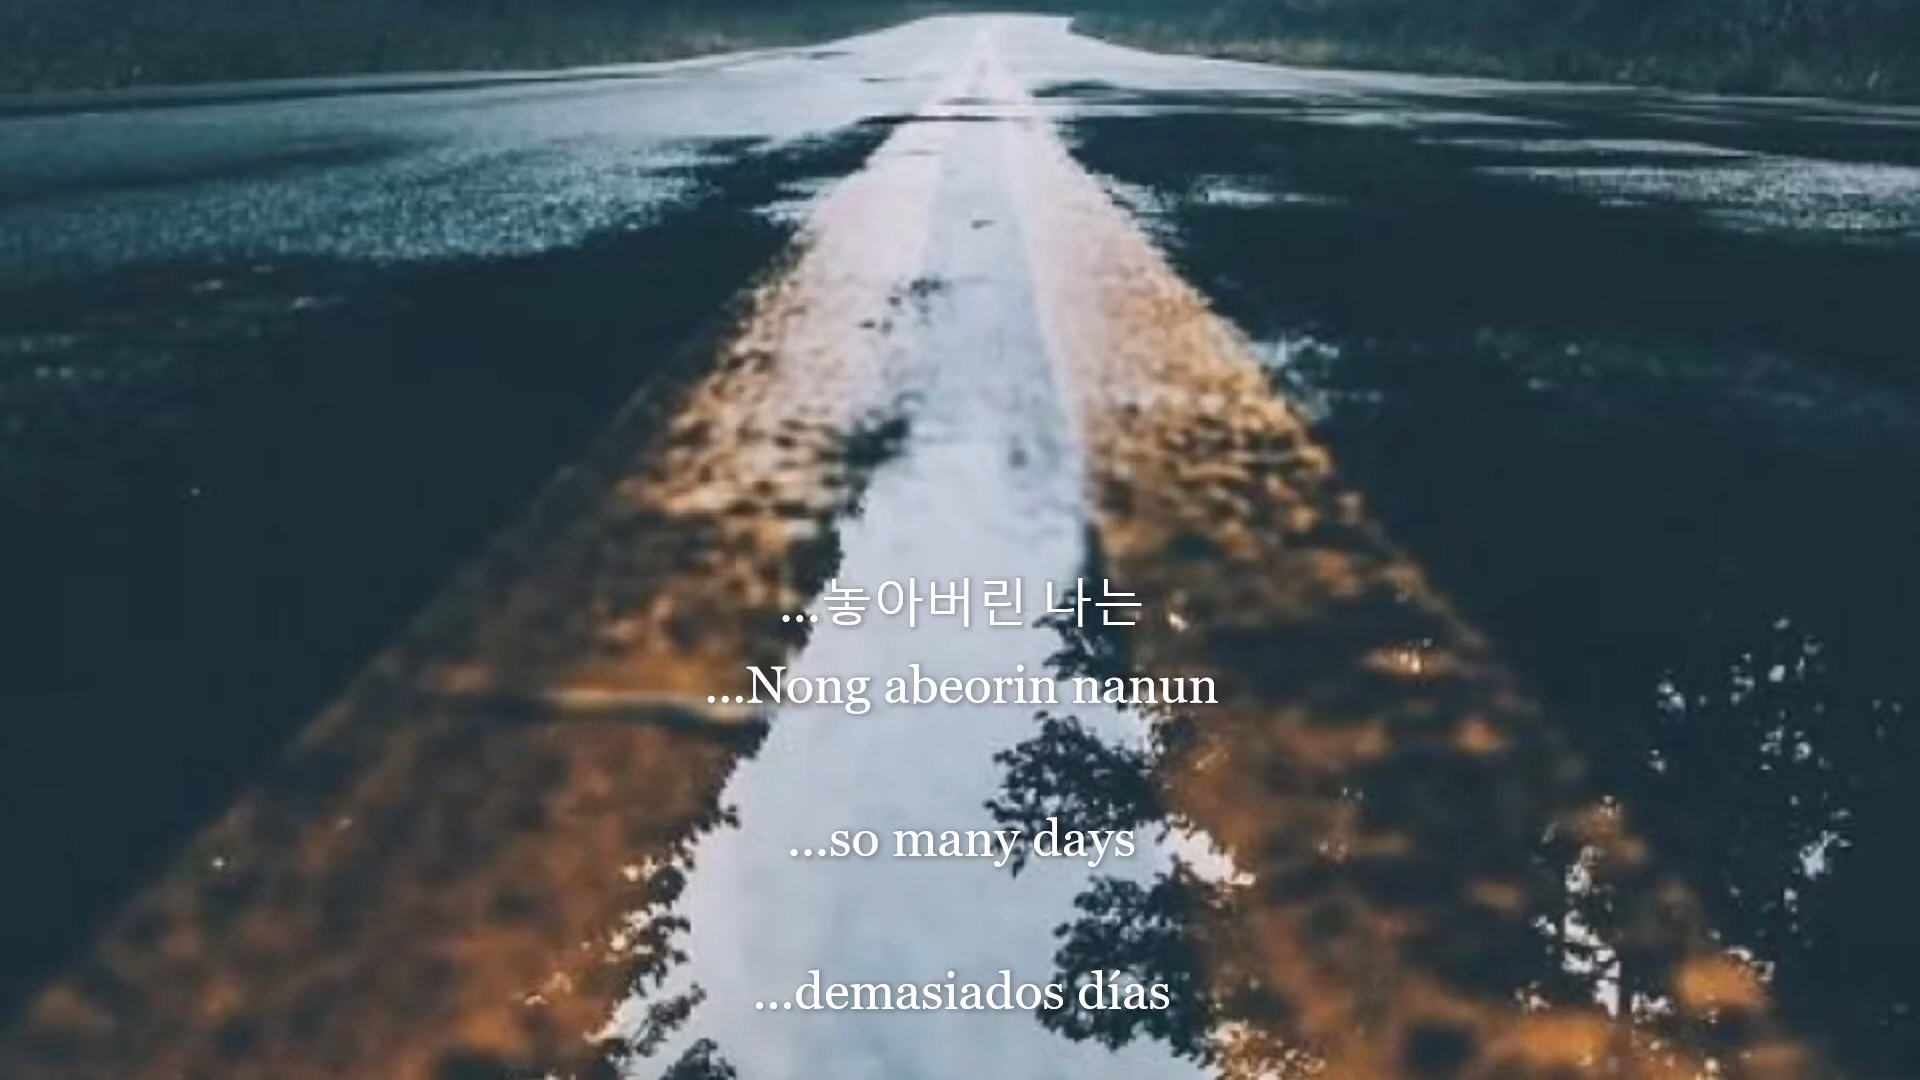 ...놓아버린 나는
...Nong abeorin nanun
...so many days
...demasiados días